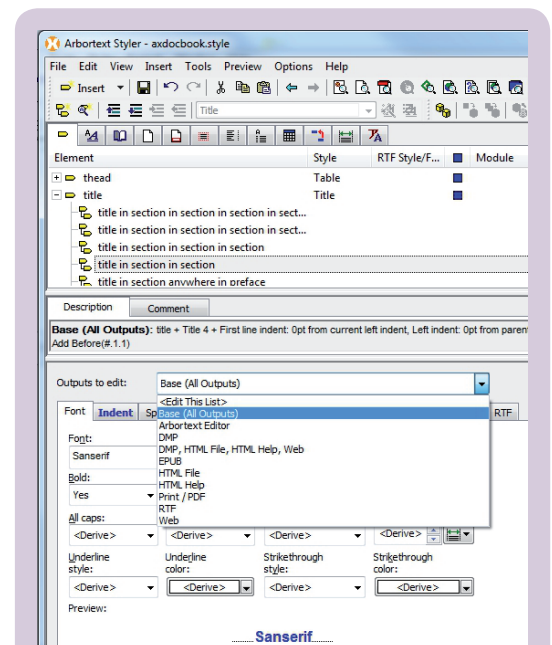 Arbortext Styler - axdocbook.style
File Edit View Insert Tools Preview Options Help
Insert
Title
Element Style RTF Style/F... Module
thead Table
title Title
title in section in section in section in sect...
title in section in section in section in sect...
title in section in section in section
title in section in section
title in section anywhere in preface
Description Comment
Base (All Outputs): title + Title 4 + First line indent: 0pt from current left indent, Left indent: 0pt from paren
Add Before(#.1.1)
Outputs to edit: Base (All Outputs)
<Edit This List>
Font Indent Sp Base (All Outputs) RTF
Arbortext Editor
Font: DMP
Sanserif DMP, HTML File, HTML Help, Web
EPUB
Bold: HTML File
HTML Help
Yes Print / PDF
RTF
All caps: Web
<Derive> <Derive> <Derive> <Derive>
Underline Underline Strikethrough Strikethrough
style: color: style: color:
<Derive> <Derive> <Derive> <Derive>
Preview:
Sanserif